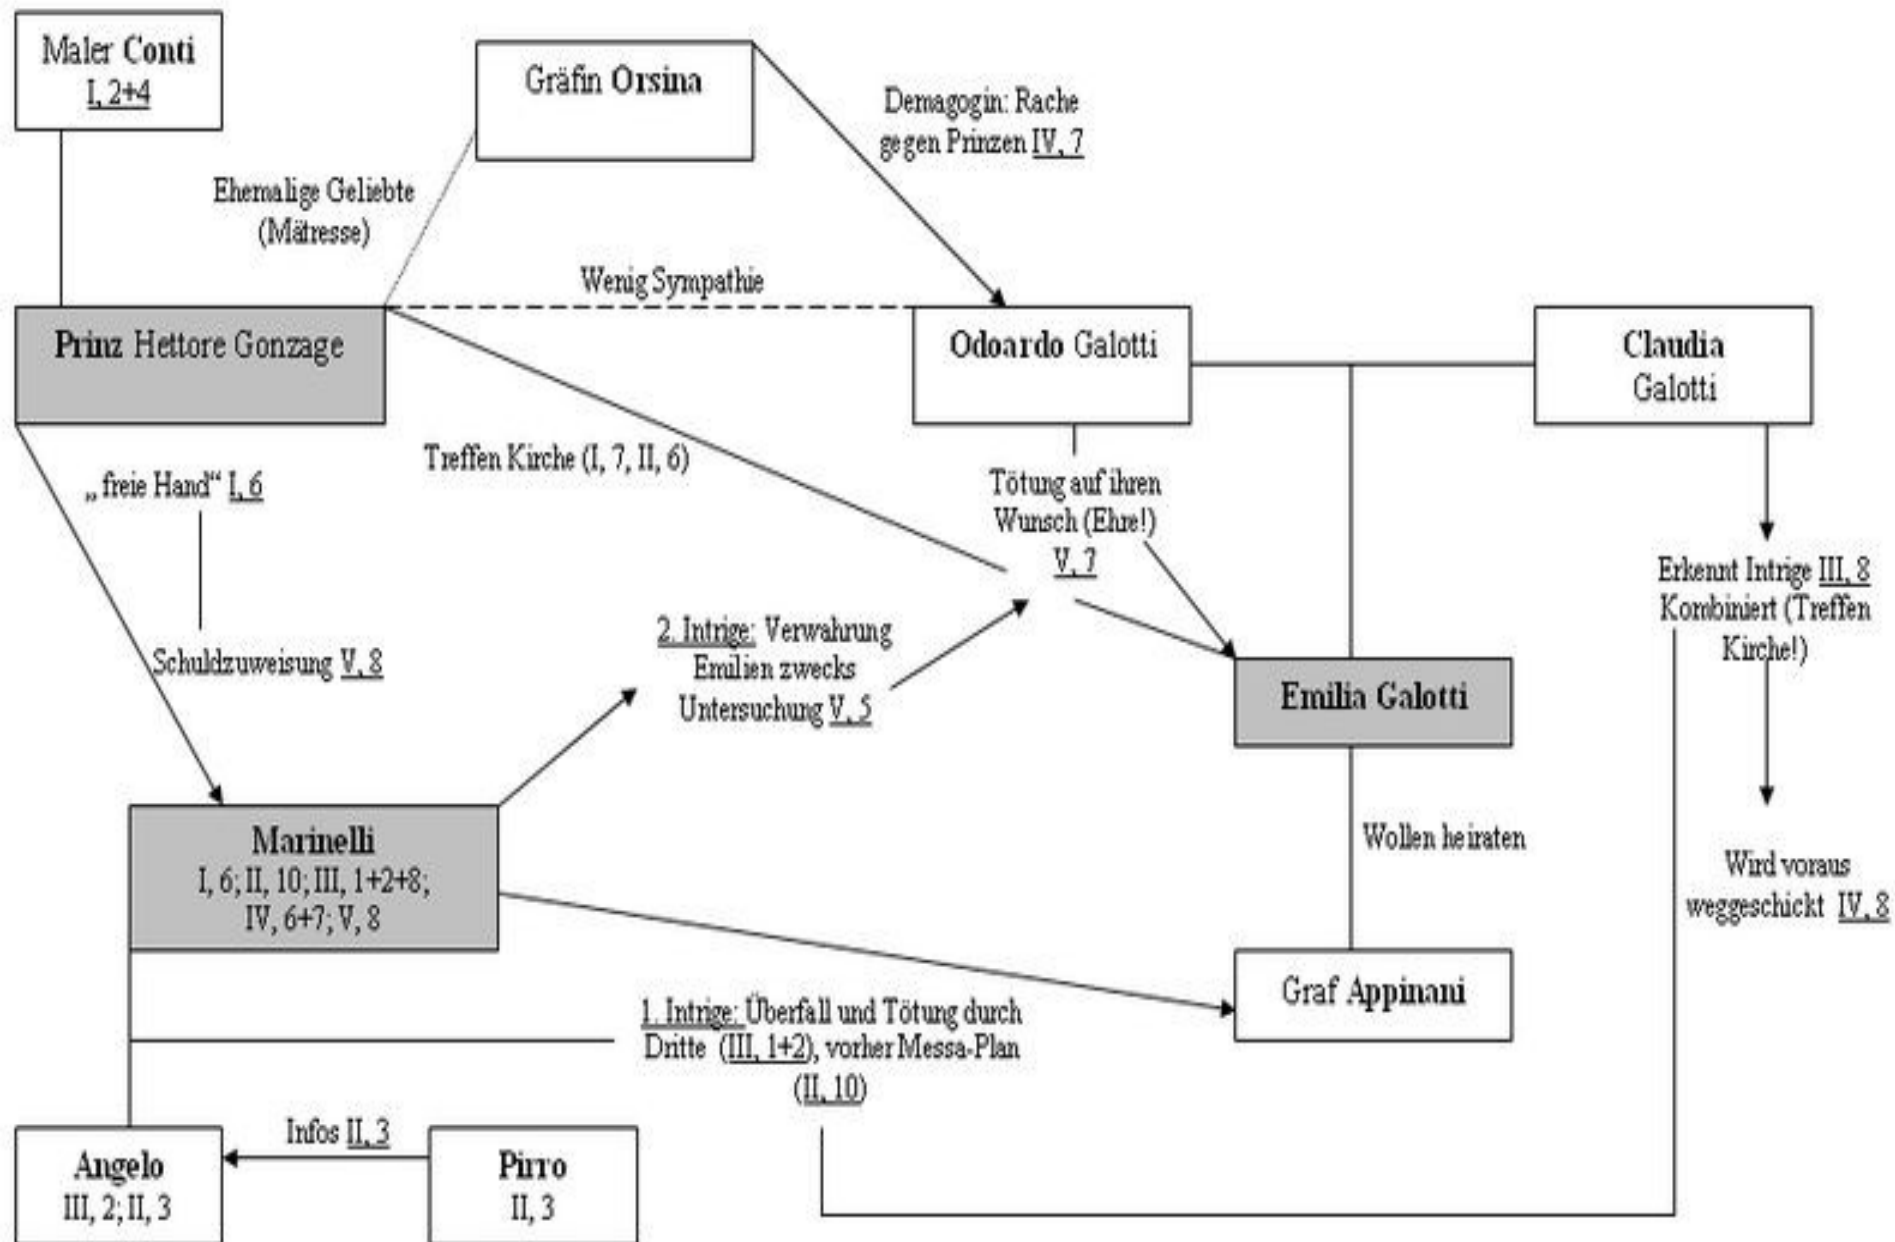 Maler Conti
I, 2+4
Gräfin Orsina
Demagogin: Rache
gegen Prinzen IV, 7
Ehemalige Geliebte
(Mätresse)
Wenig Sympathie
Prinz Hettore Gonzage
Odoardo Galotti
Claudia
Galotti
Treffen Kirche (I, 7, II, 6)
„freie Hand“ I, 6
Tötung auf ihren
Wunsch (Ehre!)
V, 7
Erkennt Intrige III, 8
Kombiniert (Treffen
Kirche!)
2. Intrige: Verwahrung
Emilien zwecks
Untersuchung V, 5
Schuldzuweisung V, 8
Emilia Galotti
Marinelli
I, 6; II, 10; III, 1+2+8;
IV, 6+7; V, 8
Wollen heiraten
Wird voraus
weggeschickt IV, 8
Graf Appinani
1. Intrige: Überfall und Tötung durch
Dritte (III, 1+2), vorher Messa-Plan
(II, 10)
Infos II, 3
Angelo
III, 2; II, 3
Pirro
II, 3